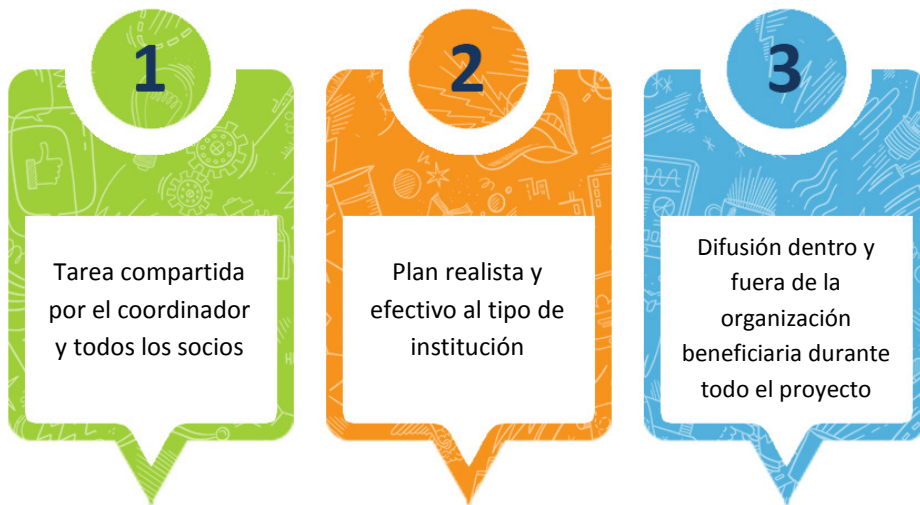 1
Tarea compartida
por el coordinador
y todos los socios
2
Plan realista y
efectivo al tipo de
institución
3
Difusión dentro y
fuera de la
organización
beneficiaria durante
todo el proyecto